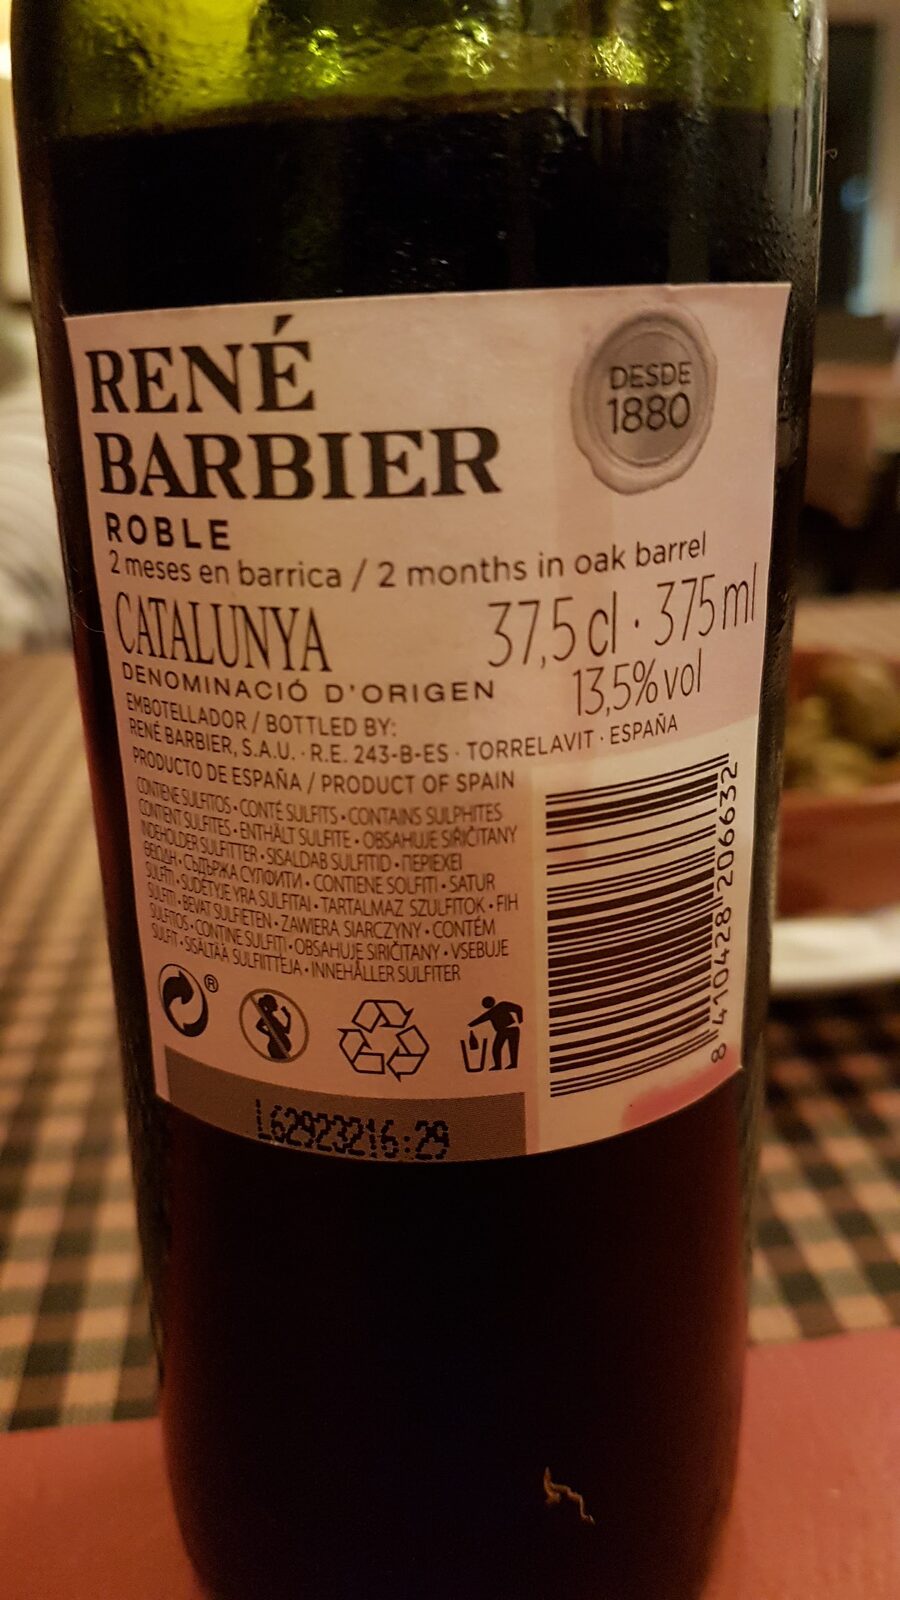 RENÉ
BARBIER
DESDE
1880
ROBLE
2 meses en barrica / 2 months in oak barrel
CATALUNYA
DENOMINACIÓ D'ORIGEN
37,5 cl · 375 ml
13,5% vol
EMBOTELLADOR / BOTTLED BY:
RENÉ BARBIER, S.A.U. · R.E. 243-B-ES · TORRELAVIT · ESPAÑA
PRODUCTO DE ESPAÑA / PRODUCT OF SPAIN
CONTIENE SULFITOS · CONTÉ SULFITS · CONTAINS SULPHITES
CONTIENT SULFITES · ENTHÄLT SULFITE · OBSAHUJE SIŘIČITANY
INDEHOLDER SULFITTER · SISALDAB SULFITID · ΠΕΡΙΕΧΕΙ
ΘΕΙΩΔΗ · СЪДЪРЖА СУЛФИТИ · CONTIENE SOLFITI · SATUR
SULFĪTI · SUDĖTYJE YRA SULFITAI · TARTALMAZ SZULFITOK · FIH
SULFITI · BEVAT SULFIETEN · ZAWIERA SIARCZYNY · CONTÉM
SULFITOS · CONTINE SULFITI · OBSAHUJE SIRIČITANY · VSEBUJE
SULFIT · SISÄLTÄÄ SULFIITTEJA · INNEHÅLLER SULFITER
®
8 410428 206632
L62923216:29